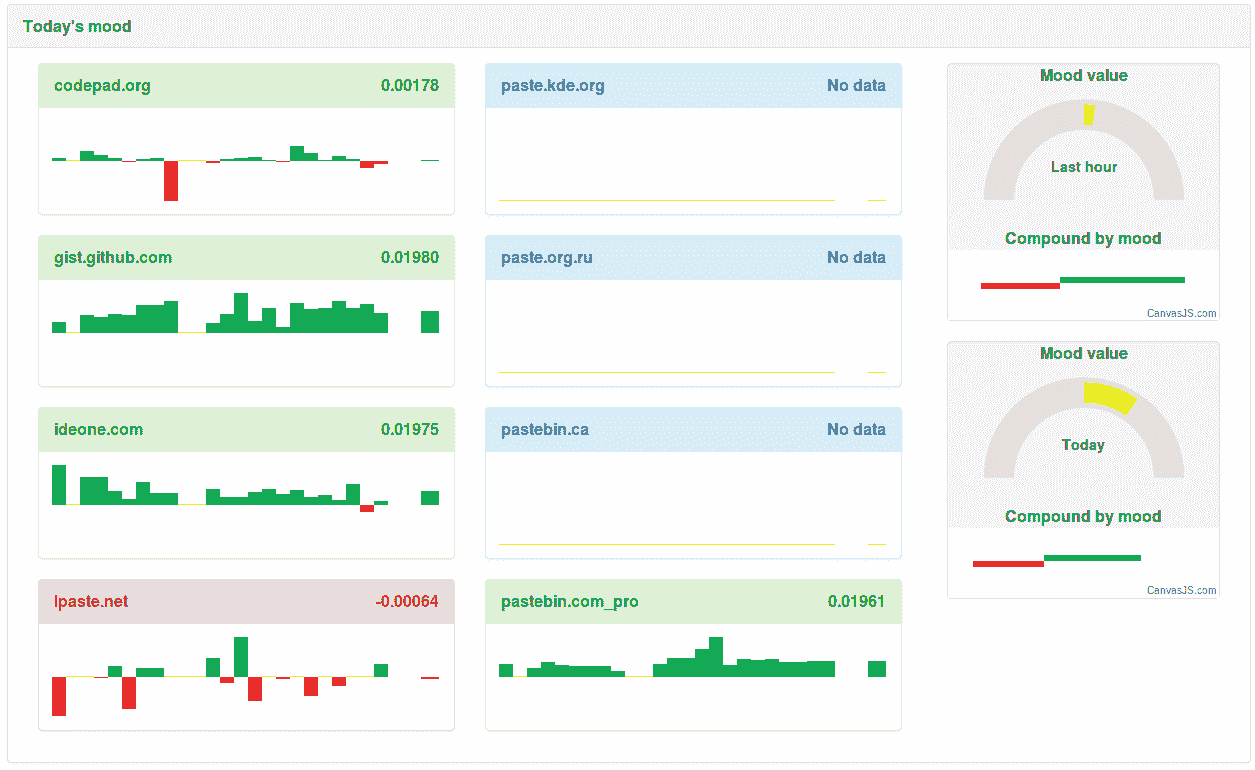 Today's mood
codepad.org 0.00178
paste.kde.org No data
gist.github.com 0.01980
paste.org.ru No data
ideone.com 0.01975
pastebin.ca No data
lpaste.net -0.00064
pastebin.com_pro 0.01961
Mood value
Last hour
Compound by mood
CanvasJS.com
Mood value
Today
Compound by mood
CanvasJS.com